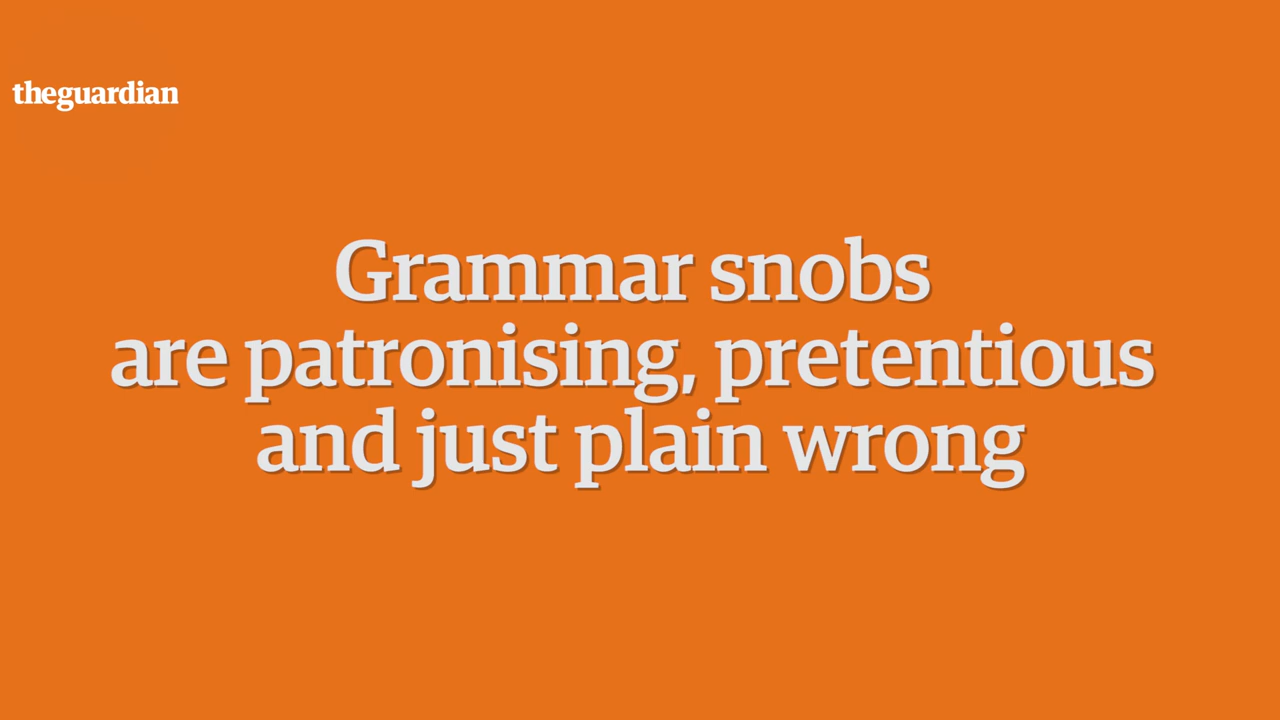 theguardian
Grammar snobs
are patronising, pretentious
and just plain wrong